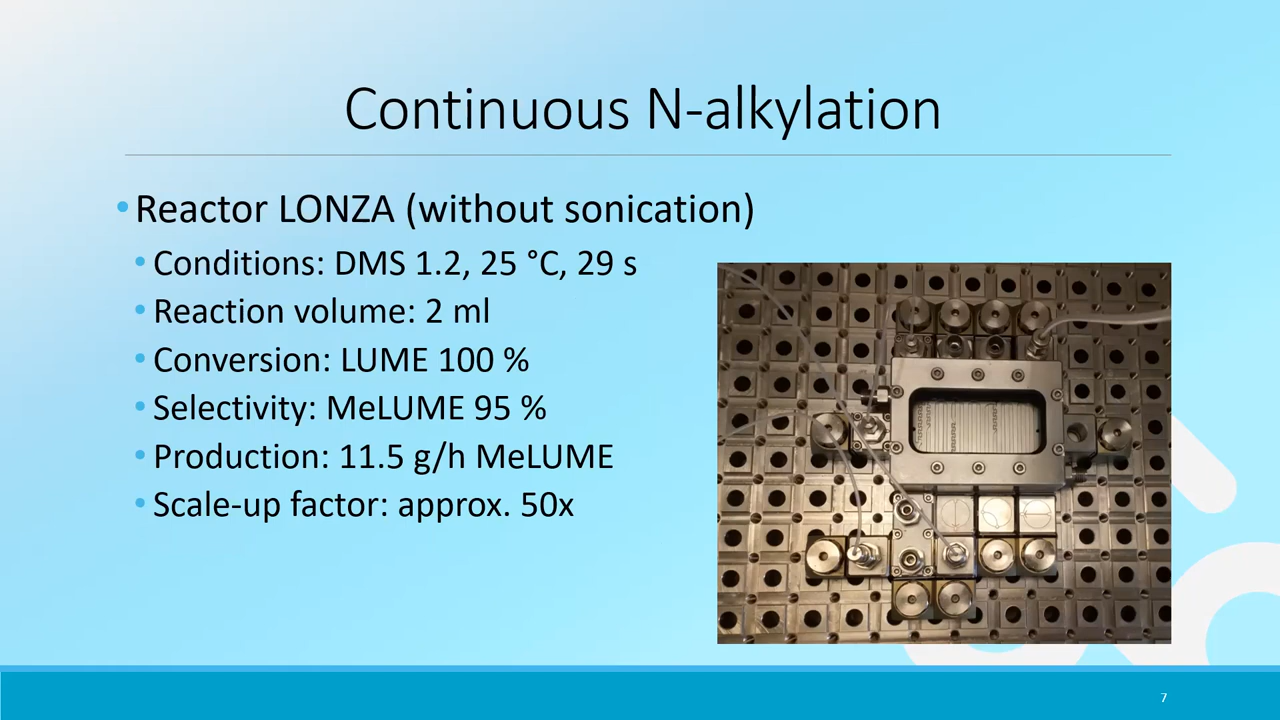 Continuous N-alkylation
•Reactor LONZA (without sonication)
•Conditions: DMS 1.2, 25 °C, 29 s
•Reaction volume: 2 ml
•Conversion: LUME 100 %
•Selectivity: MeLUME 95 %
•Production: 11.5 g/h MeLUME
•Scale-up factor: approx. 50x
7